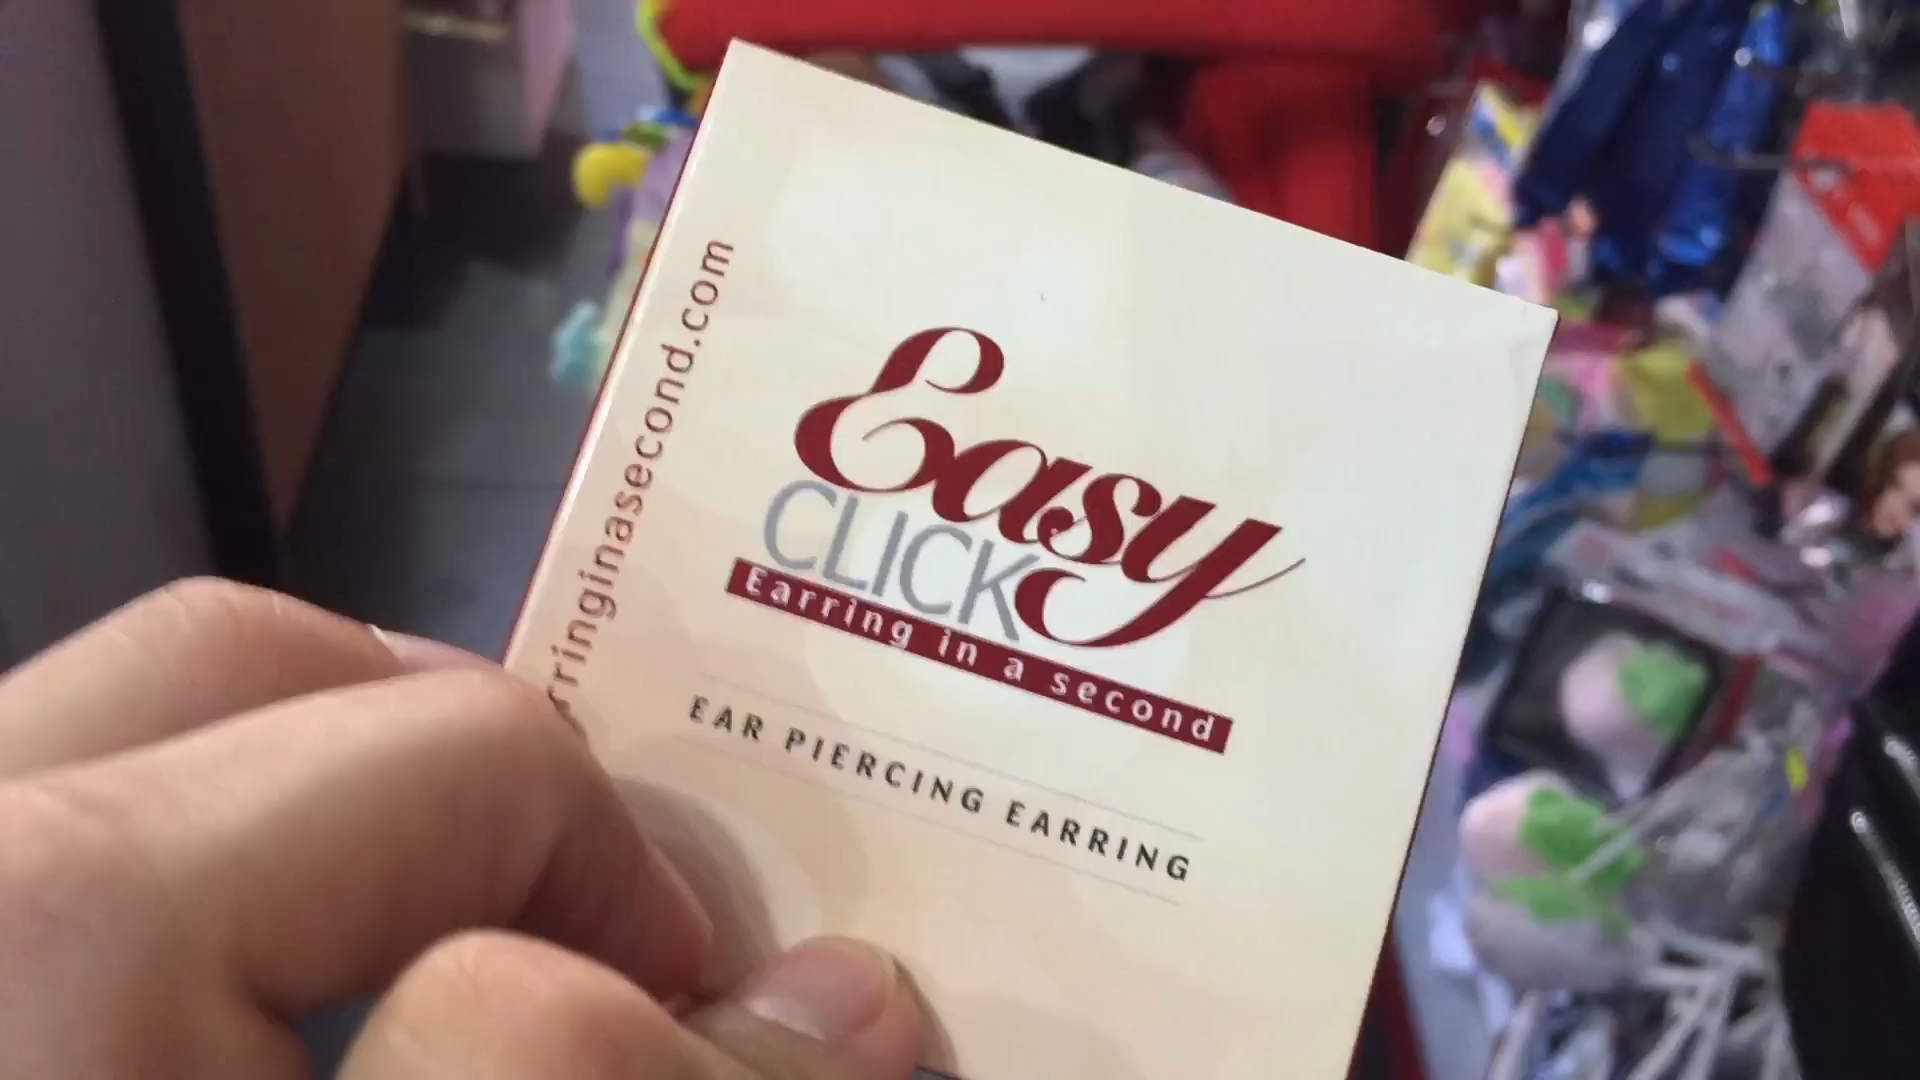 Easy
CLICK
Earring in a second
EAR PIERCING EARRING
rringinasecond.com